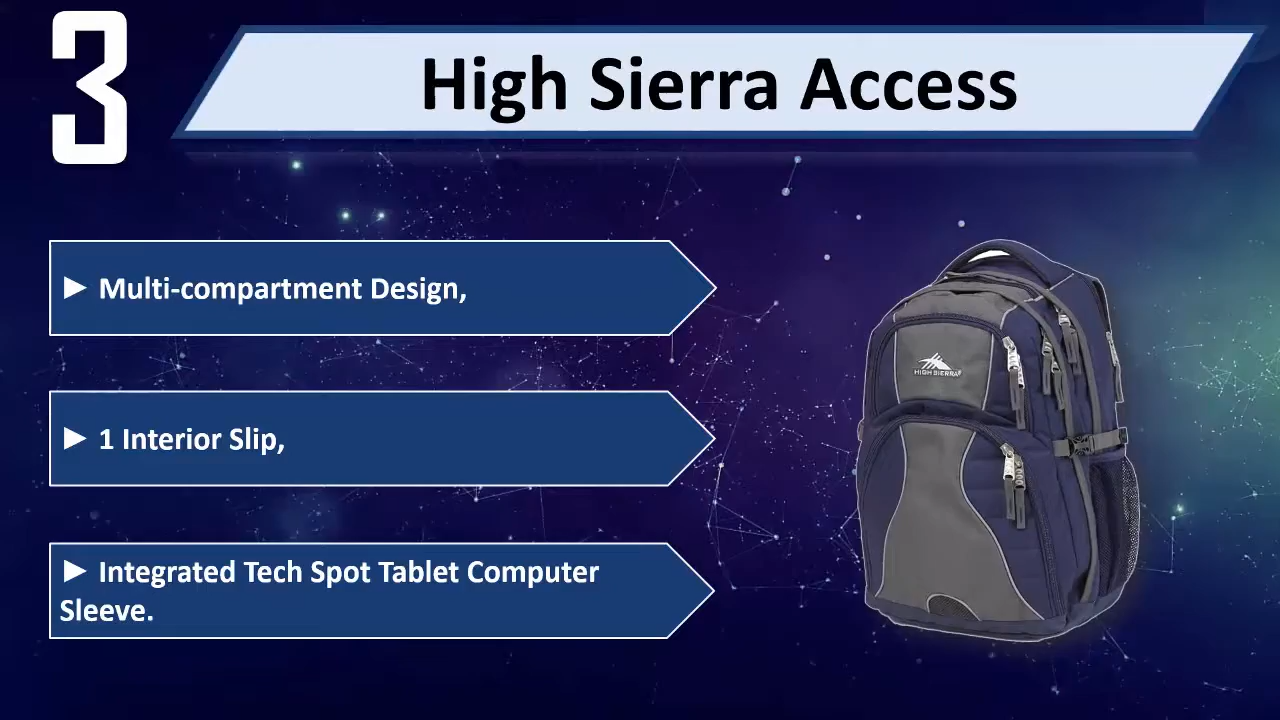 3
High Sierra Access
► Multi-compartment Design,
► 1 Interior Slip,
► Integrated Tech Spot Tablet Computer
Sleeve.
HIGH SIERRA